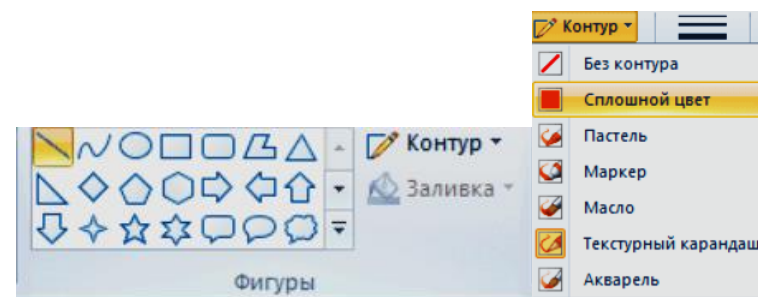 Контур
Заливка
Фигуры
Контур
Без контура
Сплошной цвет
Пастель
Маркер
Масло
Текстурный карандаш
Акварель